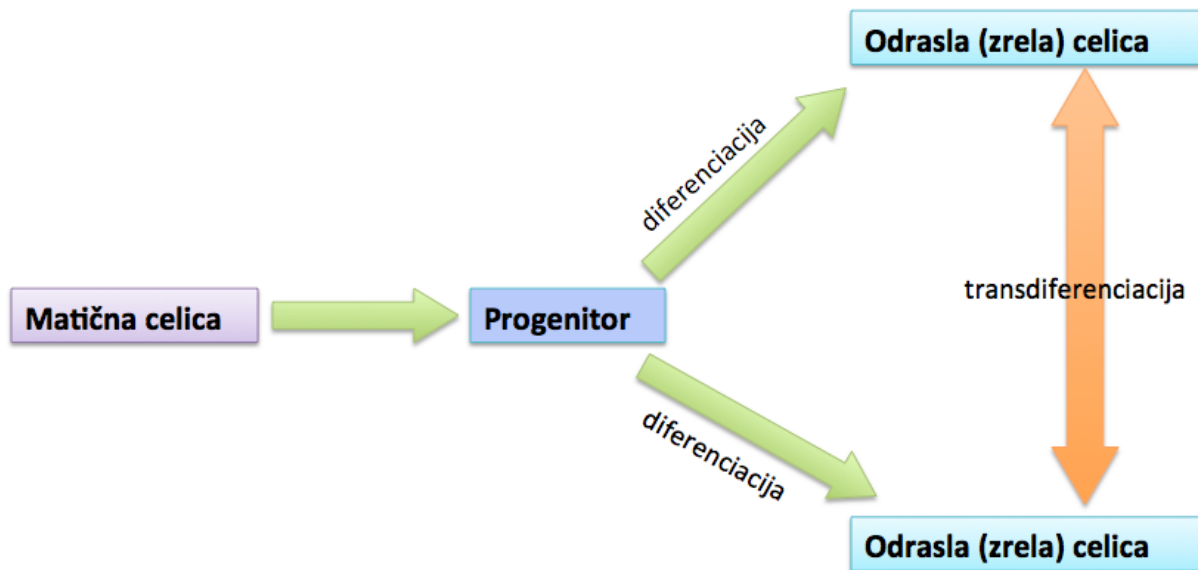 Odrasla (zrela) celica
diferenciacija
Matična celica
Progenitor
transdiferenciacija
diferenciacija
Odrasla (zrela) celica